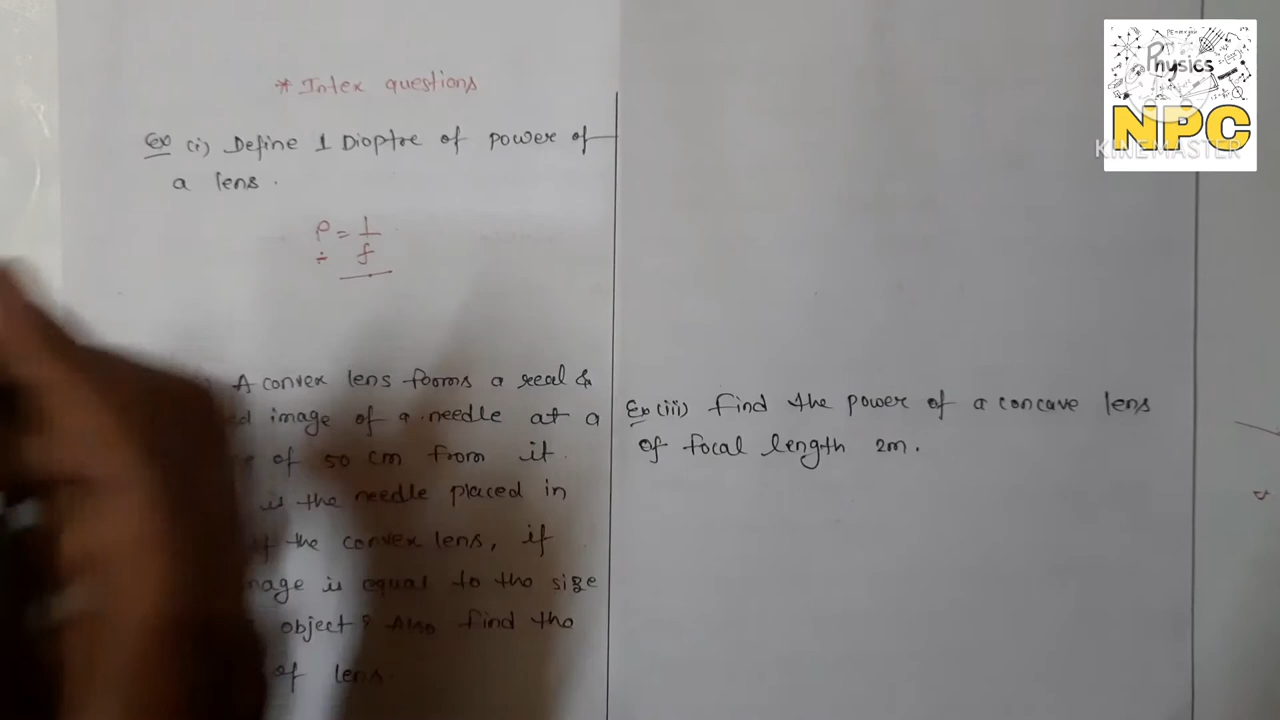 * Intex questions
Ex (i) Define 1 Dioptre of power of
a lens.
P = 1
f
A convex lens forms a real &
image of a needle at a
of 50 cm from it.
is the needle placed in
the convex lens, if
is equal to the size
object? Also find the
of lens.
Ex (iii) find the power of a concave lens
of focal length 2m.
Physics
NPC
KINEMASTER